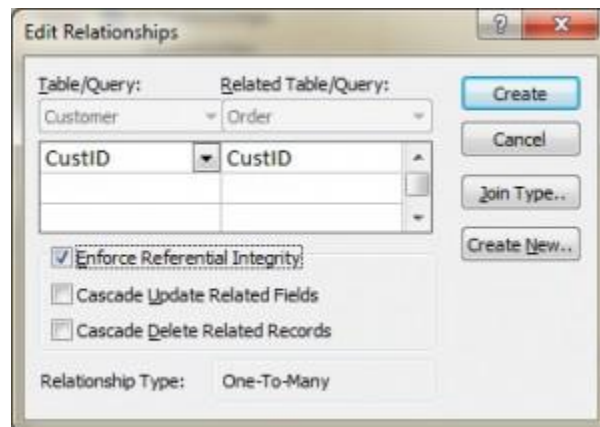 Edit Relationships
Table/Query: Related Table/Query:
Customer Order
CustID CustID
Enforce Referential Integrity
Cascade Update Related Fields
Cascade Delete Related Records
Relationship Type: One-To-Many
Create
Cancel
Join Type..
Create New..